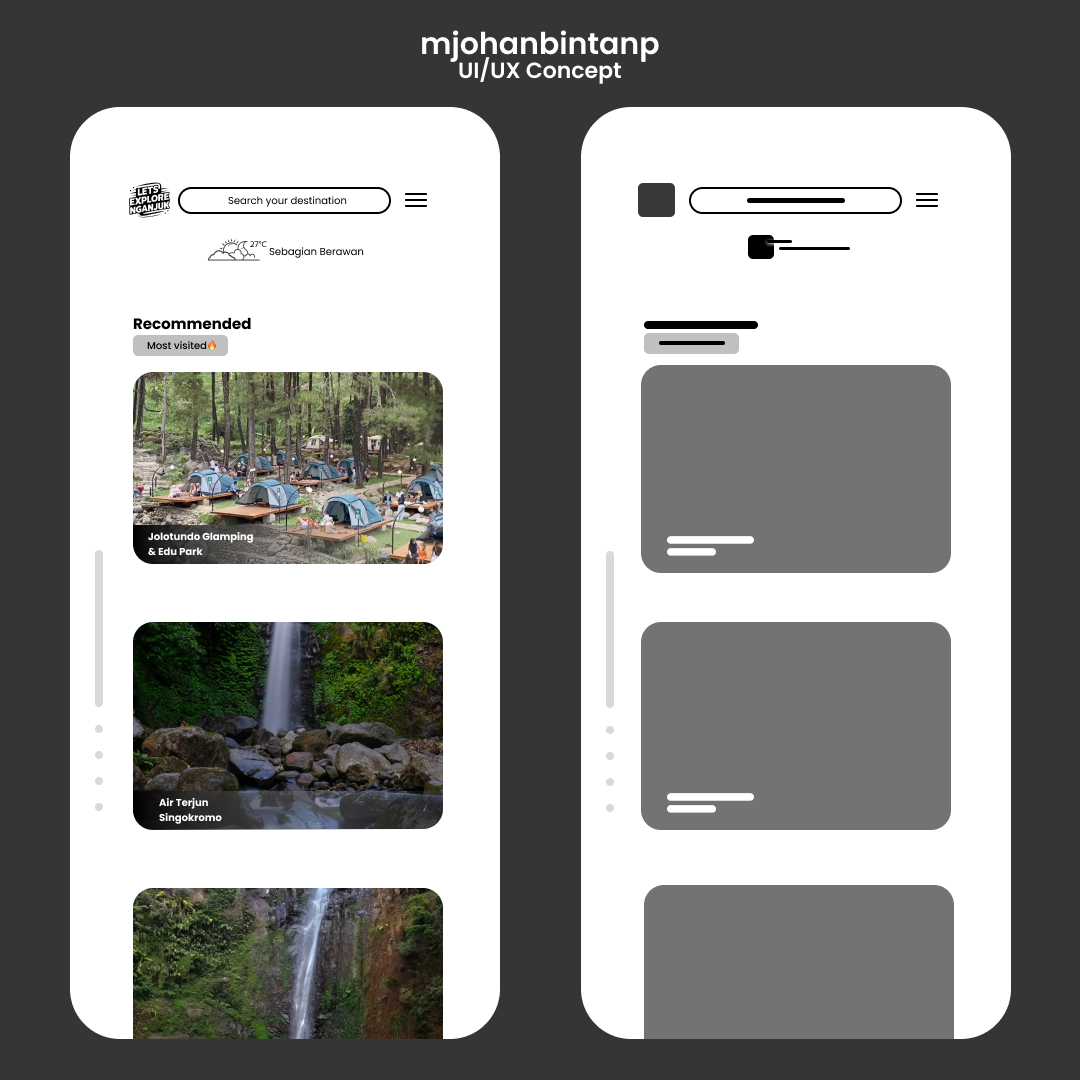 mjohanbintanp
UI/UX Concept
LETS
EXPLORE
NGANJUK
Search your destination
27°C
Sebagian Berawan
Recommended
Most visited🔥
Jolotundo Glamping
& Edu Park
Air Terjun
Singokromo